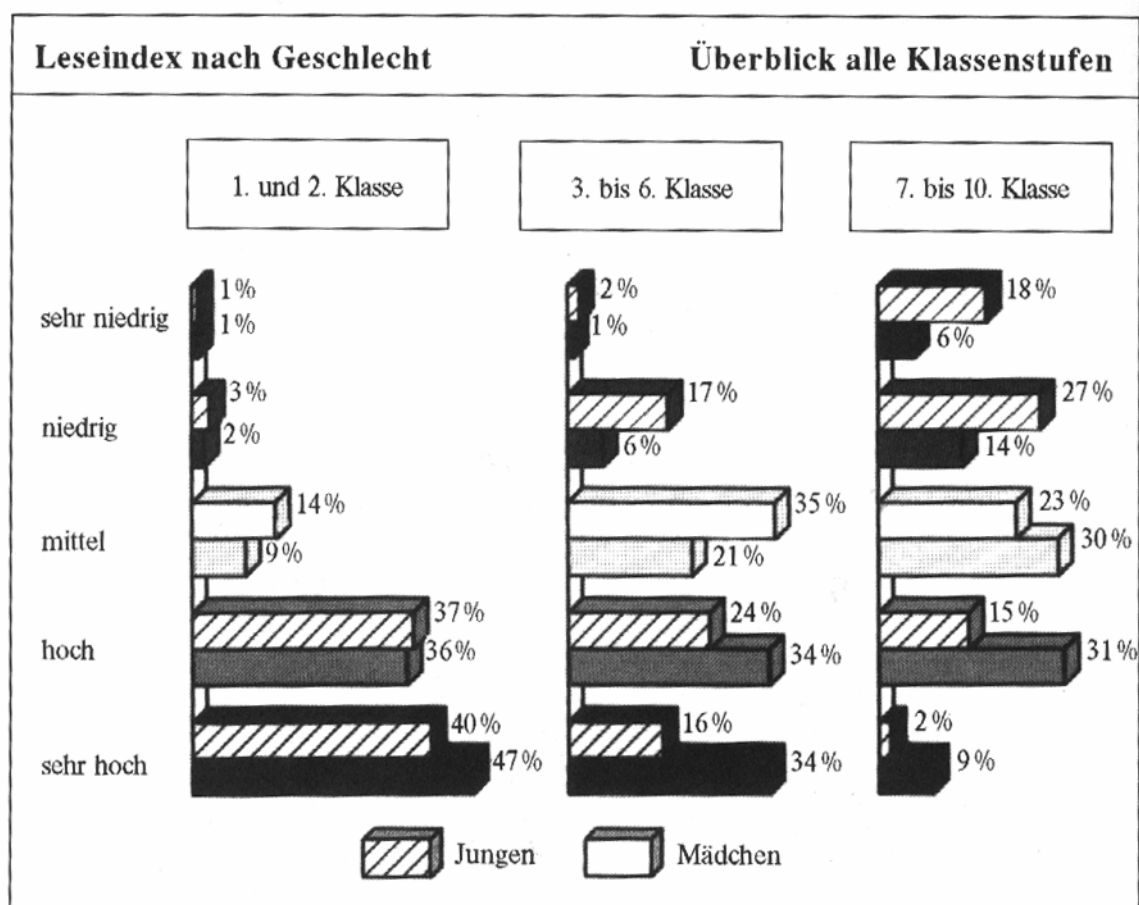 Leseindex nach Geschlecht Überblick alle Klassenstufen
1. und 2. Klasse 3. bis 6. Klasse 7. bis 10. Klasse
sehr niedrig 1% 2% 18%
1% 1% 6%
niedrig 3% 17% 27%
2% 6% 14%
mittel 14% 35% 23%
9% 21% 30%
hoch 37% 24% 15%
36% 34% 31%
sehr hoch 40% 16% 2%
47% 34% 9%
Jungen Mädchen